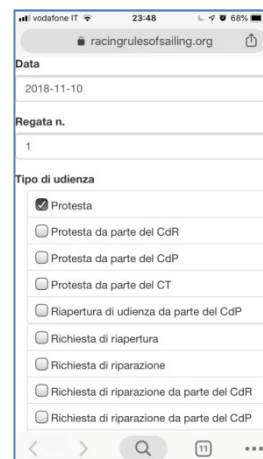 vodafone IT 23:48 68%
racingrulesofsailing.org
Data
2018-11-10
Regata n.
1
Tipo di udienza
Protesta
Protesta da parte del CdR
Protesta da parte del CdP
Protesta da parte del CT
Riapertura di udienza da parte del CdP
Richiesta di riapertura
Richiesta di riparazione
Richiesta di riparazione da parte del CdR
Richiesta di riparazione da parte del CdP
11